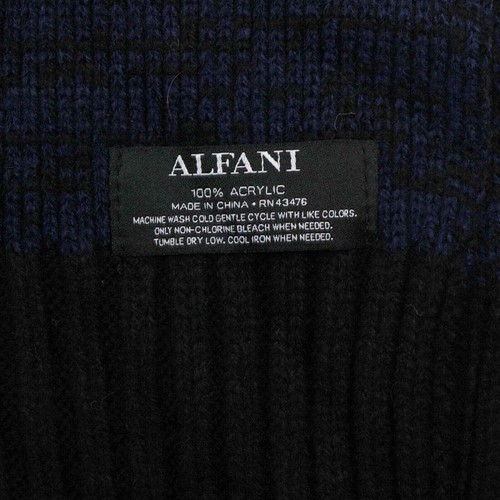 ALFANI
100% ACRYLIC
MADE IN CHINA • RN 43476
MACHINE WASH COLD GENTLE CYCLE WITH LIKE COLORS.
ONLY NON-CHLORINE BLEACH WHEN NEEDED.
TUMBLE DRY LOW. COOL IRON WHEN NEEDED.